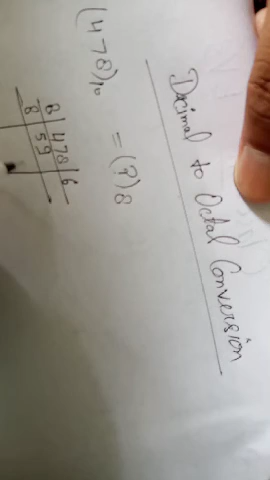 Decimal to Octal Conversion
(478)10 = (?)8
8 | 478 | 6
8 | 59